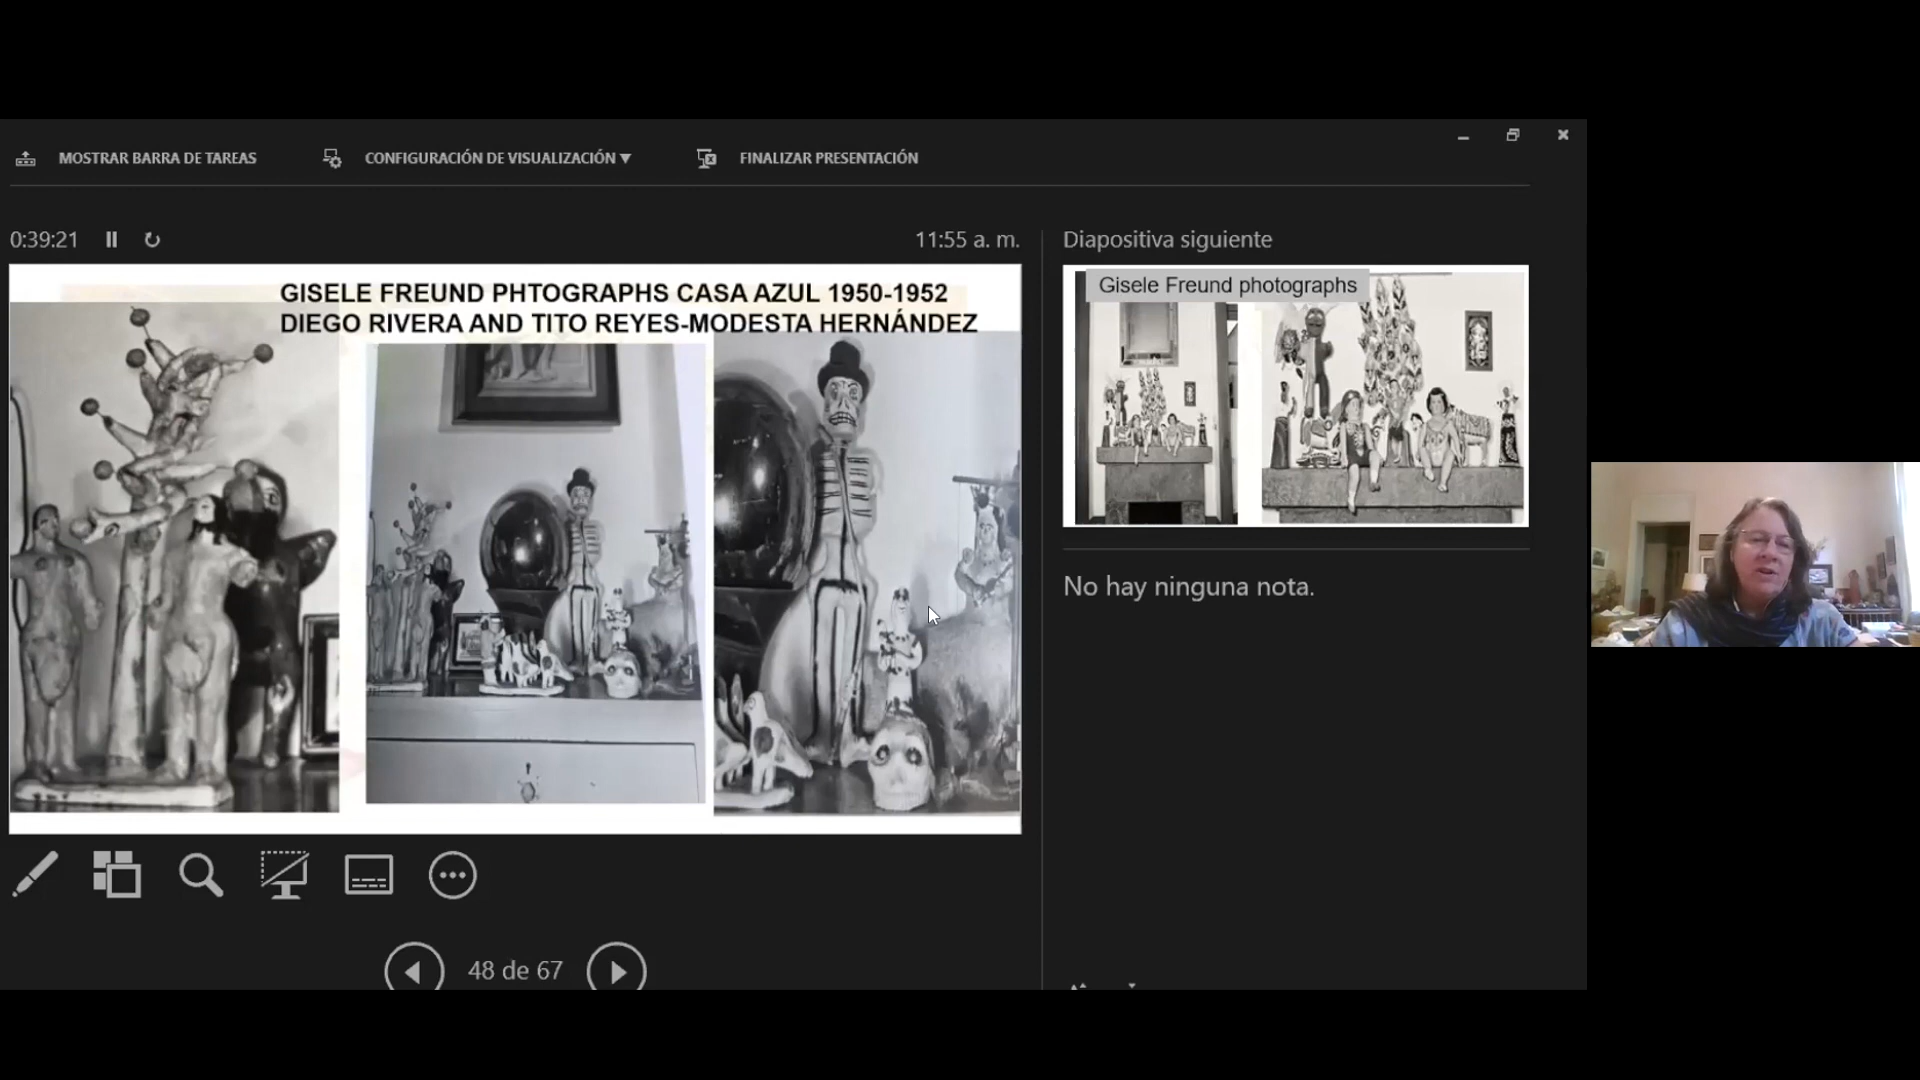 MOSTRAR BARRA DE TAREAS
CONFIGURACIÓN DE VISUALIZACIÓN ▼
FINALIZAR PRESENTACIÓN
0:39:21
11:55 a. m.
Diapositiva siguiente
GISELE FREUND PHTOGRAPHS CASA AZUL 1950-1952
DIEGO RIVERA AND TITO REYES-MODESTA HERNÁNDEZ
Gisele Freund photographs
No hay ninguna nota.
48 de 67